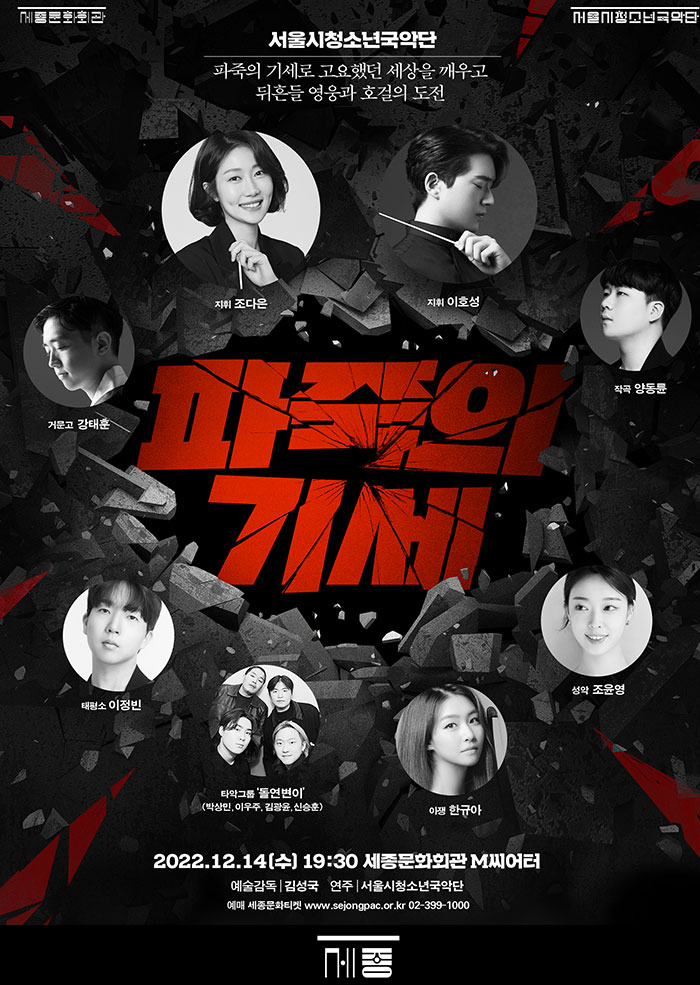 세종문화회관
서울시청소년국악단
서울시청소년국악단
파죽의 기세로 고요했던 세상을 깨우고
뒤흔들 영웅과 호걸의 도전
지휘 조다은
지휘 이호성
거문고 강태훈
작곡 양동륜
파죽의
기세
태평소 이정빈
성악 조윤영
타악그룹 '돌연변이'
(박상민, 이우주, 김광윤, 신승훈)
아쟁 한규아
2022.12.14(수) 19:30 세종문화회관 M씨어터
예술감독|김성국 연주|서울시청소년국악단
예매 세종문화티켓 www.sejongpac.or.kr 02-399-1000
세종